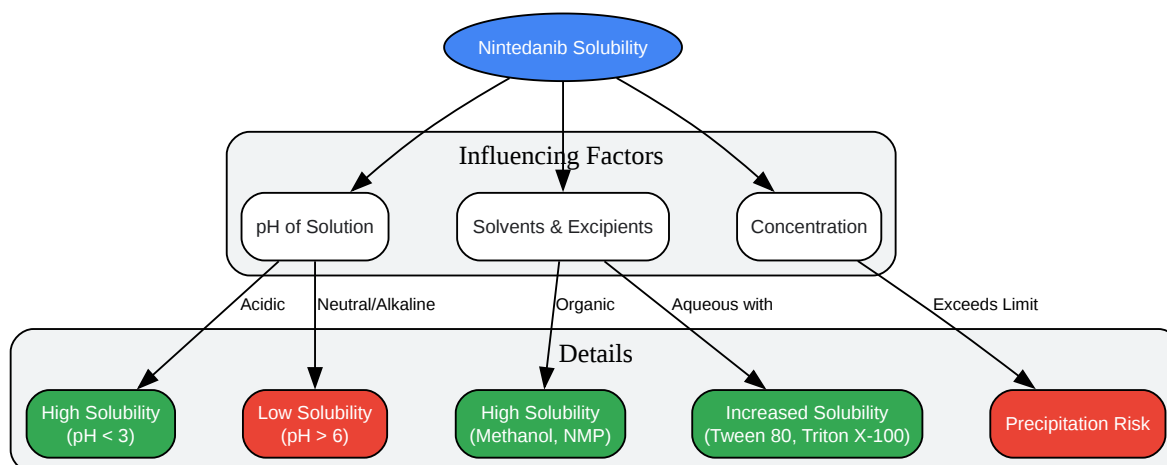 Nintedanib Solubility
Influencing Factors
pH of Solution
Solvents & Excipients
Concentration
Acidic
Neutral/Alkaline
Organic
Aqueous with
Exceeds Limit
Details
High Solubility
(pH < 3)
Low Solubility
(pH > 6)
High Solubility
(Methanol, NMP)
Increased Solubility
(Tween 80, Triton X-100)
Precipitation Risk